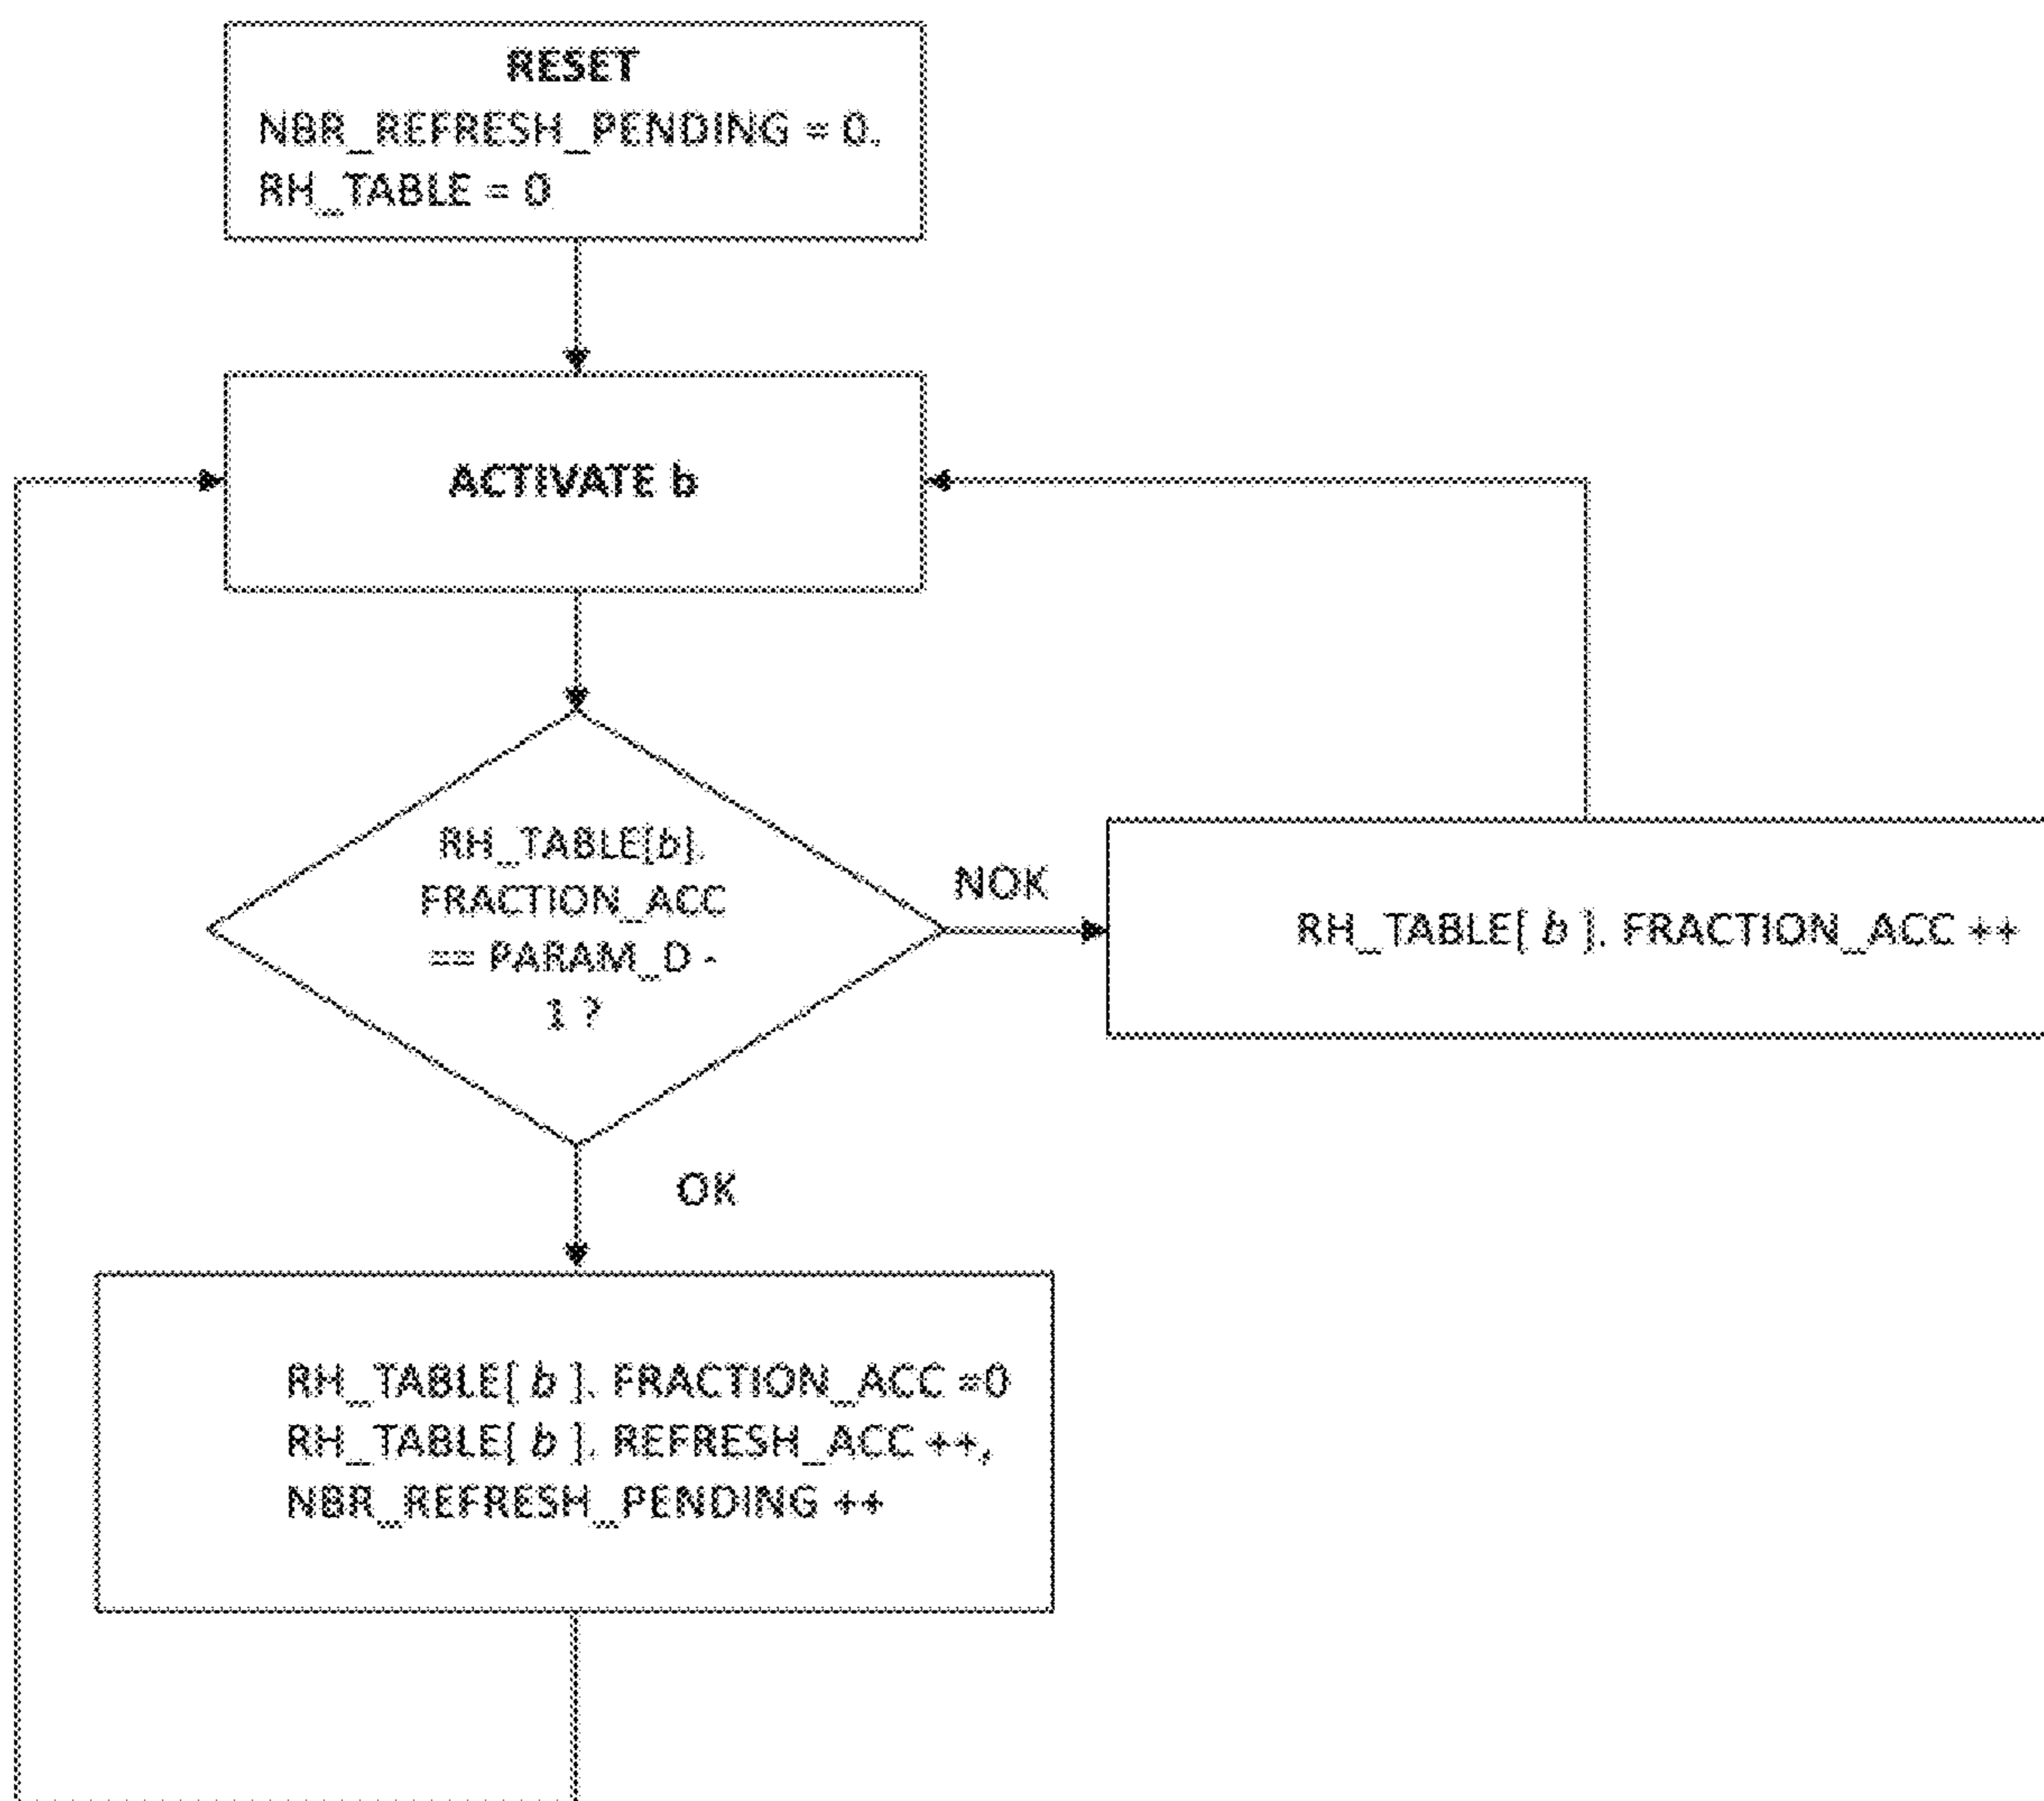 RESET
NBR_REFRESH_PENDING = 0,
RH_TABLE = 0
ACTIVATE b
RH_TABLE[b].
FRACTION_ACC
== PARAM_D -
1 ?
NOK
RH_TABLE[ b ]. FRACTION_ACC ++
OK
RH_TABLE[ b ]. FRACTION_ACC =0
RH_TABLE[ b ]. REFRESH_ACC ++,
NBR_REFRESH_PENDING ++